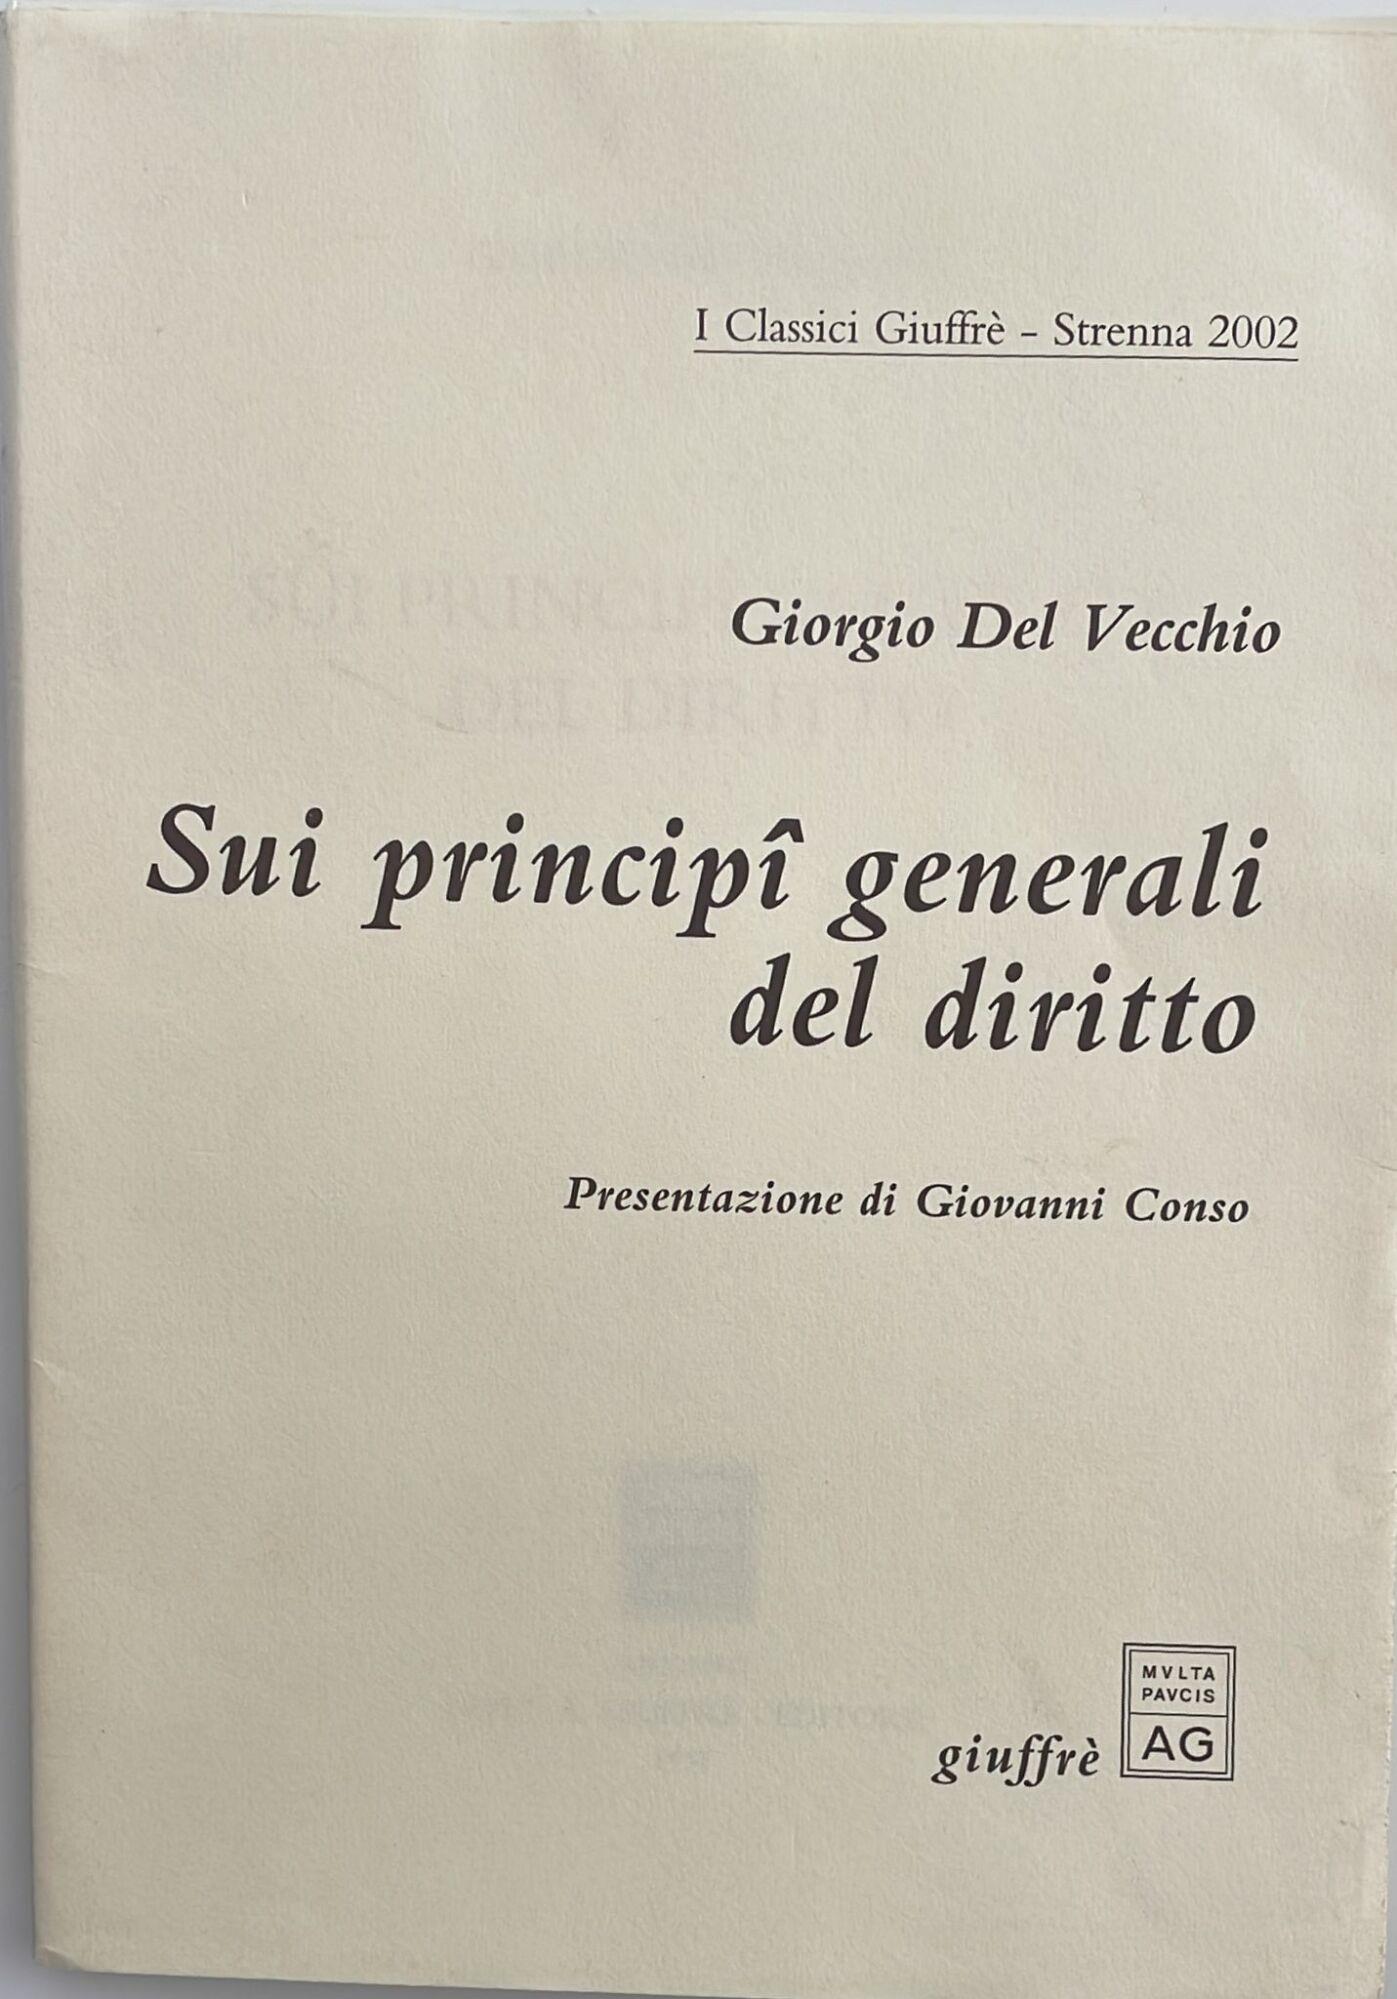 I Classici Giuffrè – Strenna 2002
Giorgio Del Vecchio
Sui principî generali
del diritto
Presentazione di Giovanni Conso
giuffrè
MVLTA
PAVCIS
AG